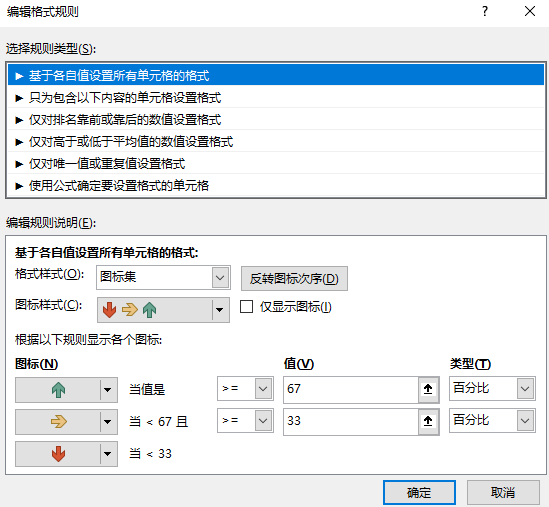 编辑格式规则 ?
选择规则类型(S):
► 基于各自值设置所有单元格的格式
► 只为包含以下内容的单元格设置格式
► 仅对排名靠前或靠后的数值设置格式
► 仅对高于或低于平均值的数值设置格式
► 仅对唯一值或重复值设置格式
► 使用公式确定要设置格式的单元格
编辑规则说明(E):
基于各自值设置所有单元格的格式:
格式样式(O): 图标集 反转图标次序(D)
图标样式(C): 仅显示图标(I)
根据以下规则显示各个图标:
图标(N) 值(V) 类型(T)
当值是 >= 67 百分比
当 < 67 且 >= 33 百分比
当 < 33
确定 取消